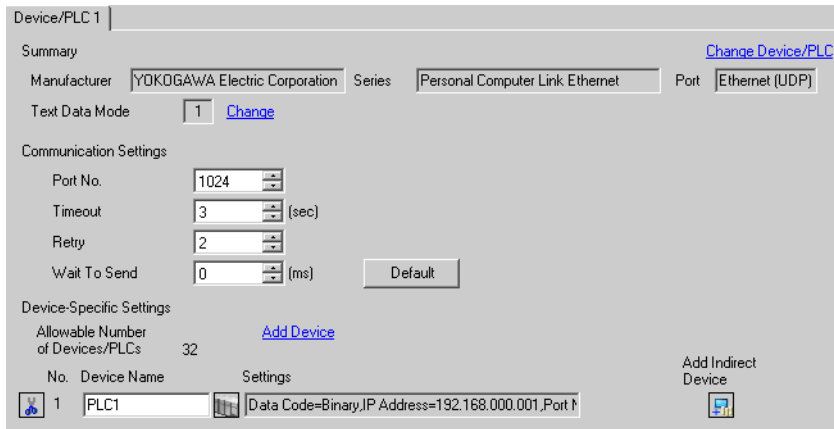 Device/PLC 1
Summary
Change Device/PLC
Manufacturer YOKOGAWA Electric Corporation Series Personal Computer Link Ethernet Port Ethernet (UDP)
Text Data Mode 1 Change
Communication Settings
Port No. 1024
Timeout 3 (sec)
Retry 2
Wait To Send 0 (ms) Default
Device-Specific Settings
Allowable Number
of Devices/PLCs 32
Add Device
Add Indirect
Device
No. Device Name Settings
1 PLC1 Data Code=Binary,IP Address=192.168.000.001,Port